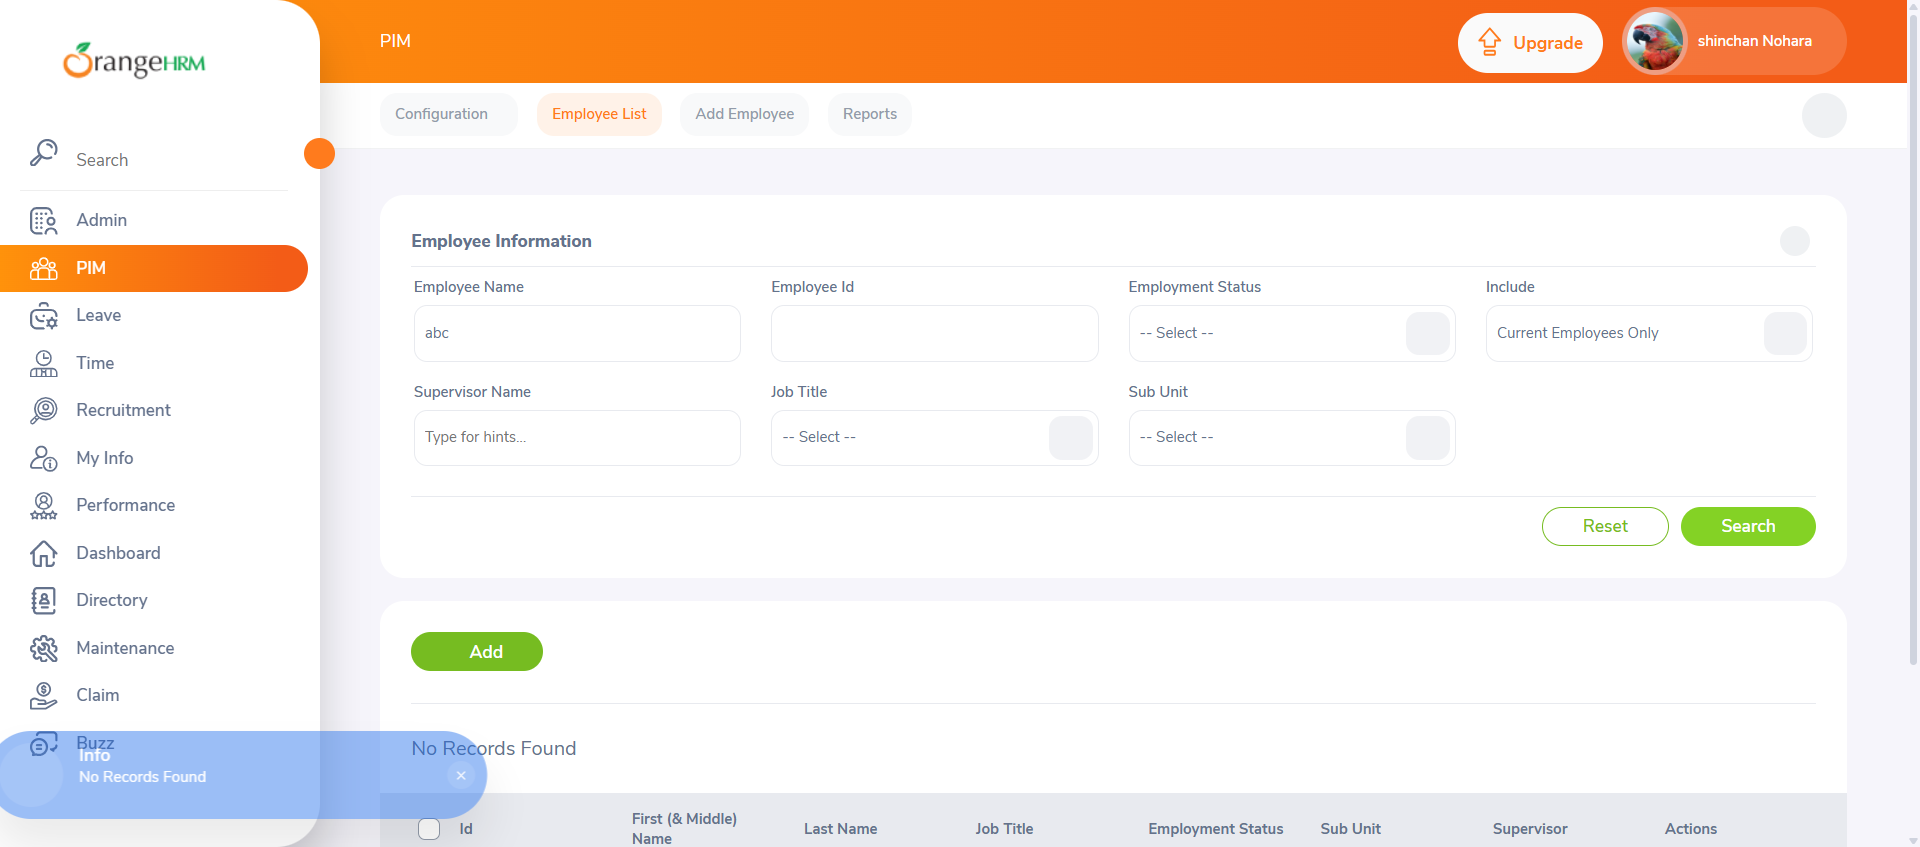 OrangeHRM
PIM
Upgrade
shinchan Nohara
Configuration
Employee List
Add Employee
Reports
Search
Admin
PIM
Leave
Time
Recruitment
My Info
Performance
Dashboard
Directory
Maintenance
Claim
Buzz
Info
No Records Found
Employee Information
Employee Name
Employee Id
Employment Status
Include
abc
-- Select --
Current Employees Only
Supervisor Name
Job Title
Sub Unit
Type for hints...
-- Select --
-- Select --
Reset
Search
Add
No Records Found
Id
First (& Middle)
Name
Last Name
Job Title
Employment Status
Sub Unit
Supervisor
Actions